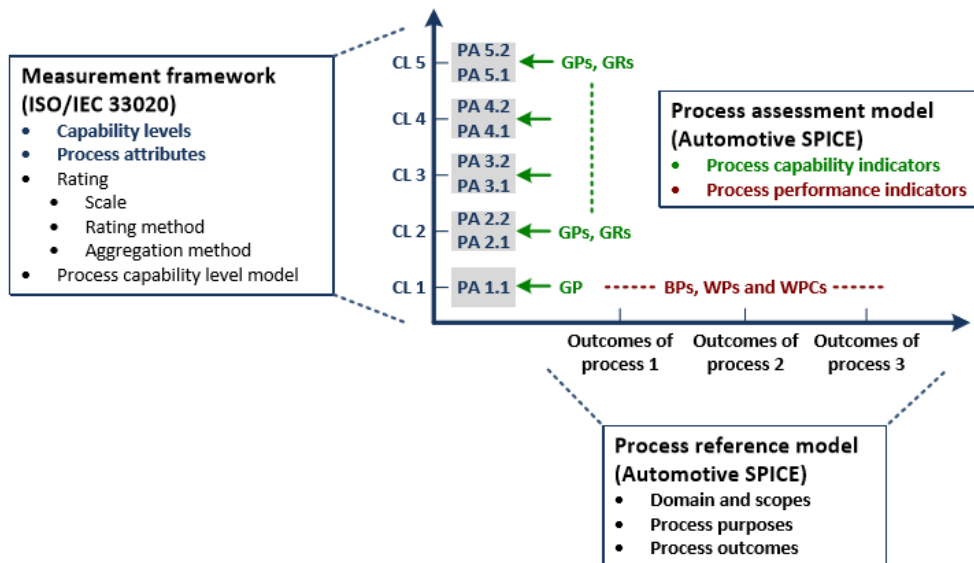 Measurement framework
(ISO/IEC 33020)
• Capability levels
• Process attributes
• Rating
• Scale
• Rating method
• Aggregation method
• Process capability level model
CL 5
PA 5.2
PA 5.1
GPs, GRs
CL 4
PA 4.2
PA 4.1
CL 3
PA 3.2
PA 3.1
CL 2
PA 2.2
PA 2.1
GPs, GRs
CL 1
PA 1.1
GP
BPs, WPs and WPCs
Process assessment model
(Automotive SPICE)
• Process capability indicators
• Process performance indicators
Outcomes of
process 1
Outcomes of
process 2
Outcomes of
process 3
Process reference model
(Automotive SPICE)
• Domain and scopes
• Process purposes
• Process outcomes